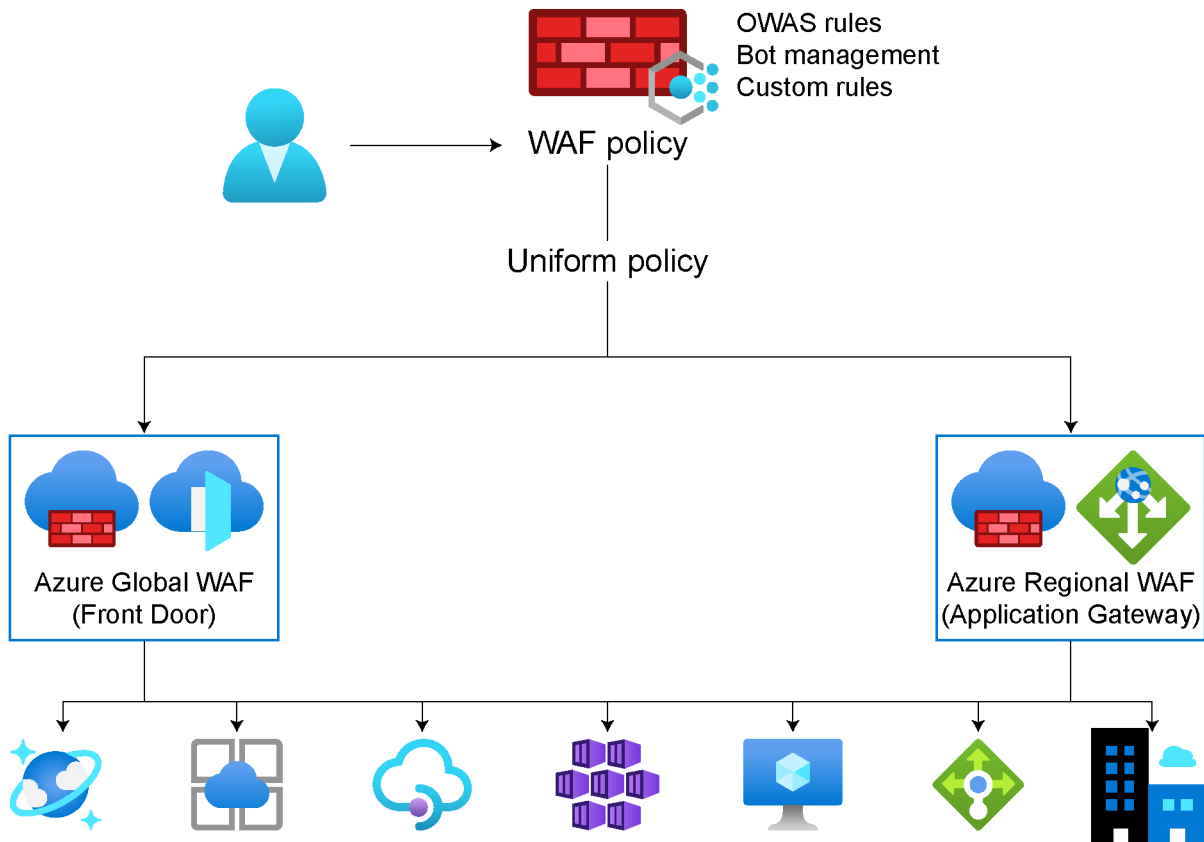 OWAS rules
Bot management
Custom rules
WAF policy
Uniform policy
Azure Global WAF
(Front Door)
Azure Regional WAF
(Application Gateway)